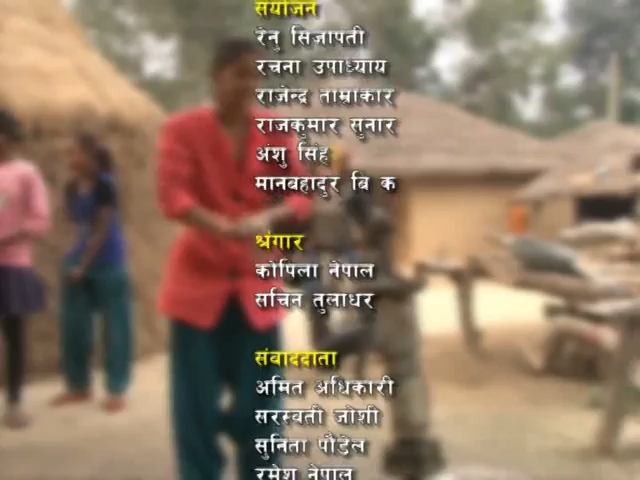 संयोजन
रेनु सिजापती
रचना उपाध्याय
राजेन्द्र ताम्राकार
राजकुमार सुनार
अंशु सिंह
मानबहादुर बि क
श्रंगार
कोपिला नेपाल
सचिन तुलाधर
संवाददाता
अमित अधिकारी
सरस्वती जोशी
सुनिता पौडेल
रमेश नेपाल